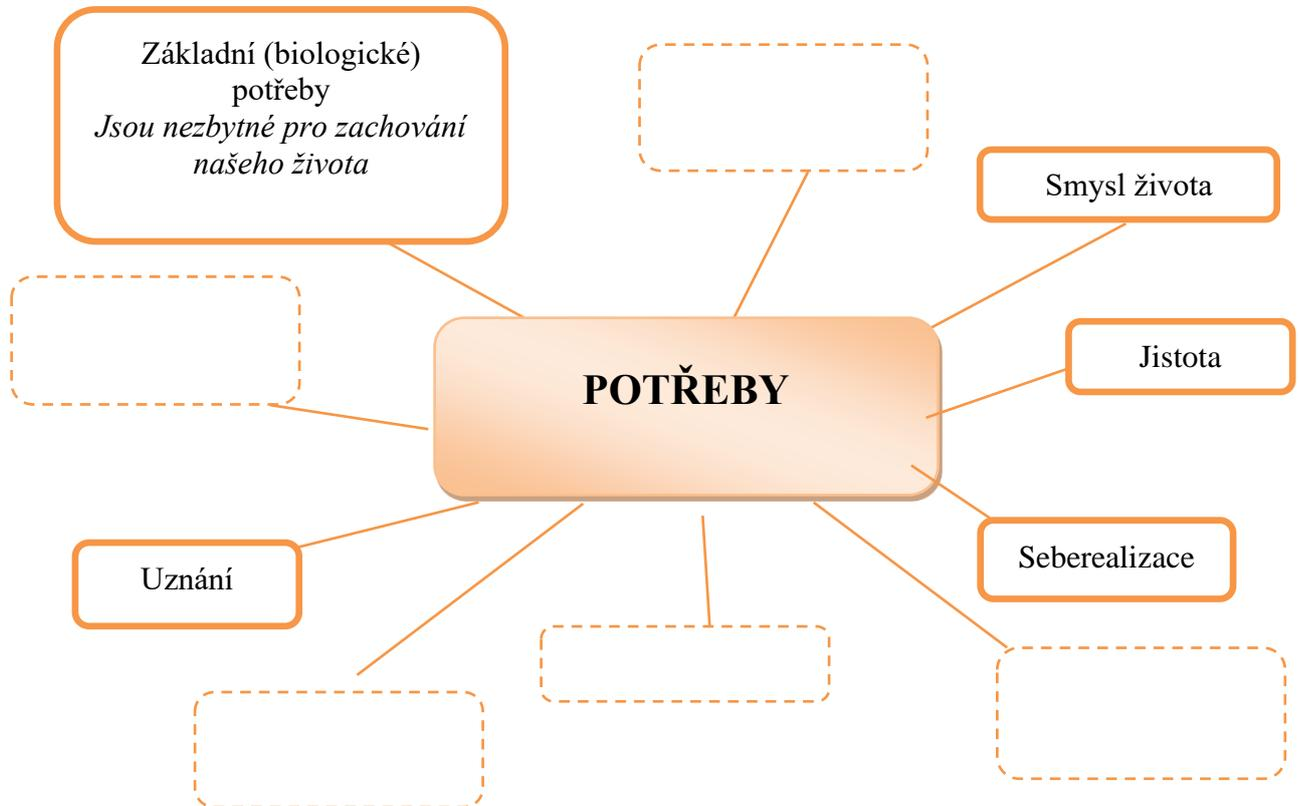 Základní (biologické)
potřeby
Jsou nezbytné pro zachování
našeho života
Smysl života
Jistota
POTŘEBY
Seberealizace
Uznání